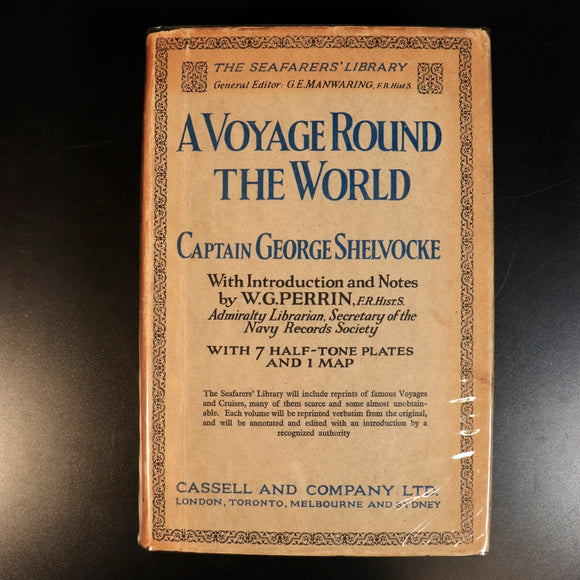 THE SEAFARERS' LIBRARY
General Editor: G.E. MANWARING, F.R.Hist.S.
A VOYAGE ROUND
THE WORLD
CAPTAIN GEORGE SHELVOCKE
With Introduction and Notes
by W.G. PERRIN, F.R.HIST.S.
Admiralty Librarian, Secretary of the
Navy Records Society
WITH 7 HALF-TONE PLATES
AND 1 MAP
The Seafarers' Library will include reprints of famous Voyages
and Cruises, many of them scarce and some almost unobtain-
able. Each volume will be reprinted verbatim from the original,
and will be annotated and edited with an introduction by a
recognized authority
CASSELL AND COMPANY LTD.
LONDON, TORONTO, MELBOURNE AND SYDNEY